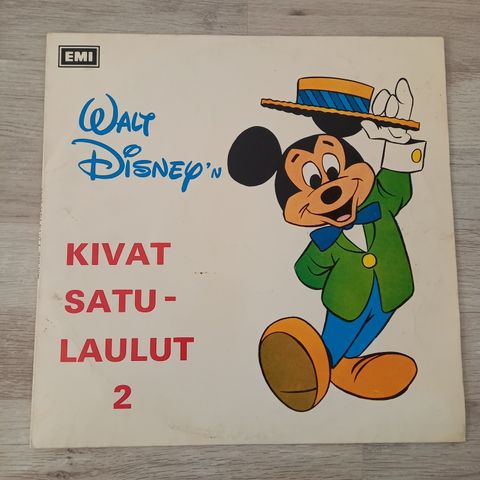 EMI
WALT
DISNEY'N
KIVAT
SATU-
LAULUT
2